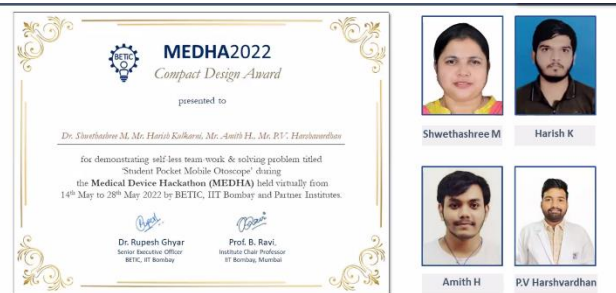 BETIC
MEDHA2022
Compact Design Award
presented to
Dr. Shwethashree M, Mr. Harish Kulkarni, Mr. Amith H., Mr. P.V. Harshavardhan
for demonstrating self-less team-work & solving problem titled
'Student Pocket Mobile Otoscope' during
the Medical Device Hackathon (MEDHA) held virtually from
14th May to 28th May 2022 by BETIC, IIT Bombay and Partner Institutes.
Dr. Rupesh Ghyar
Senior Executive Officer
BETIC, IIT Bombay
Prof. B. Ravi,
Institute Chair Professor
IIT Bombay, Mumbai
Shwethashree M
Harish K
Amith H
P.V Harshvardhan